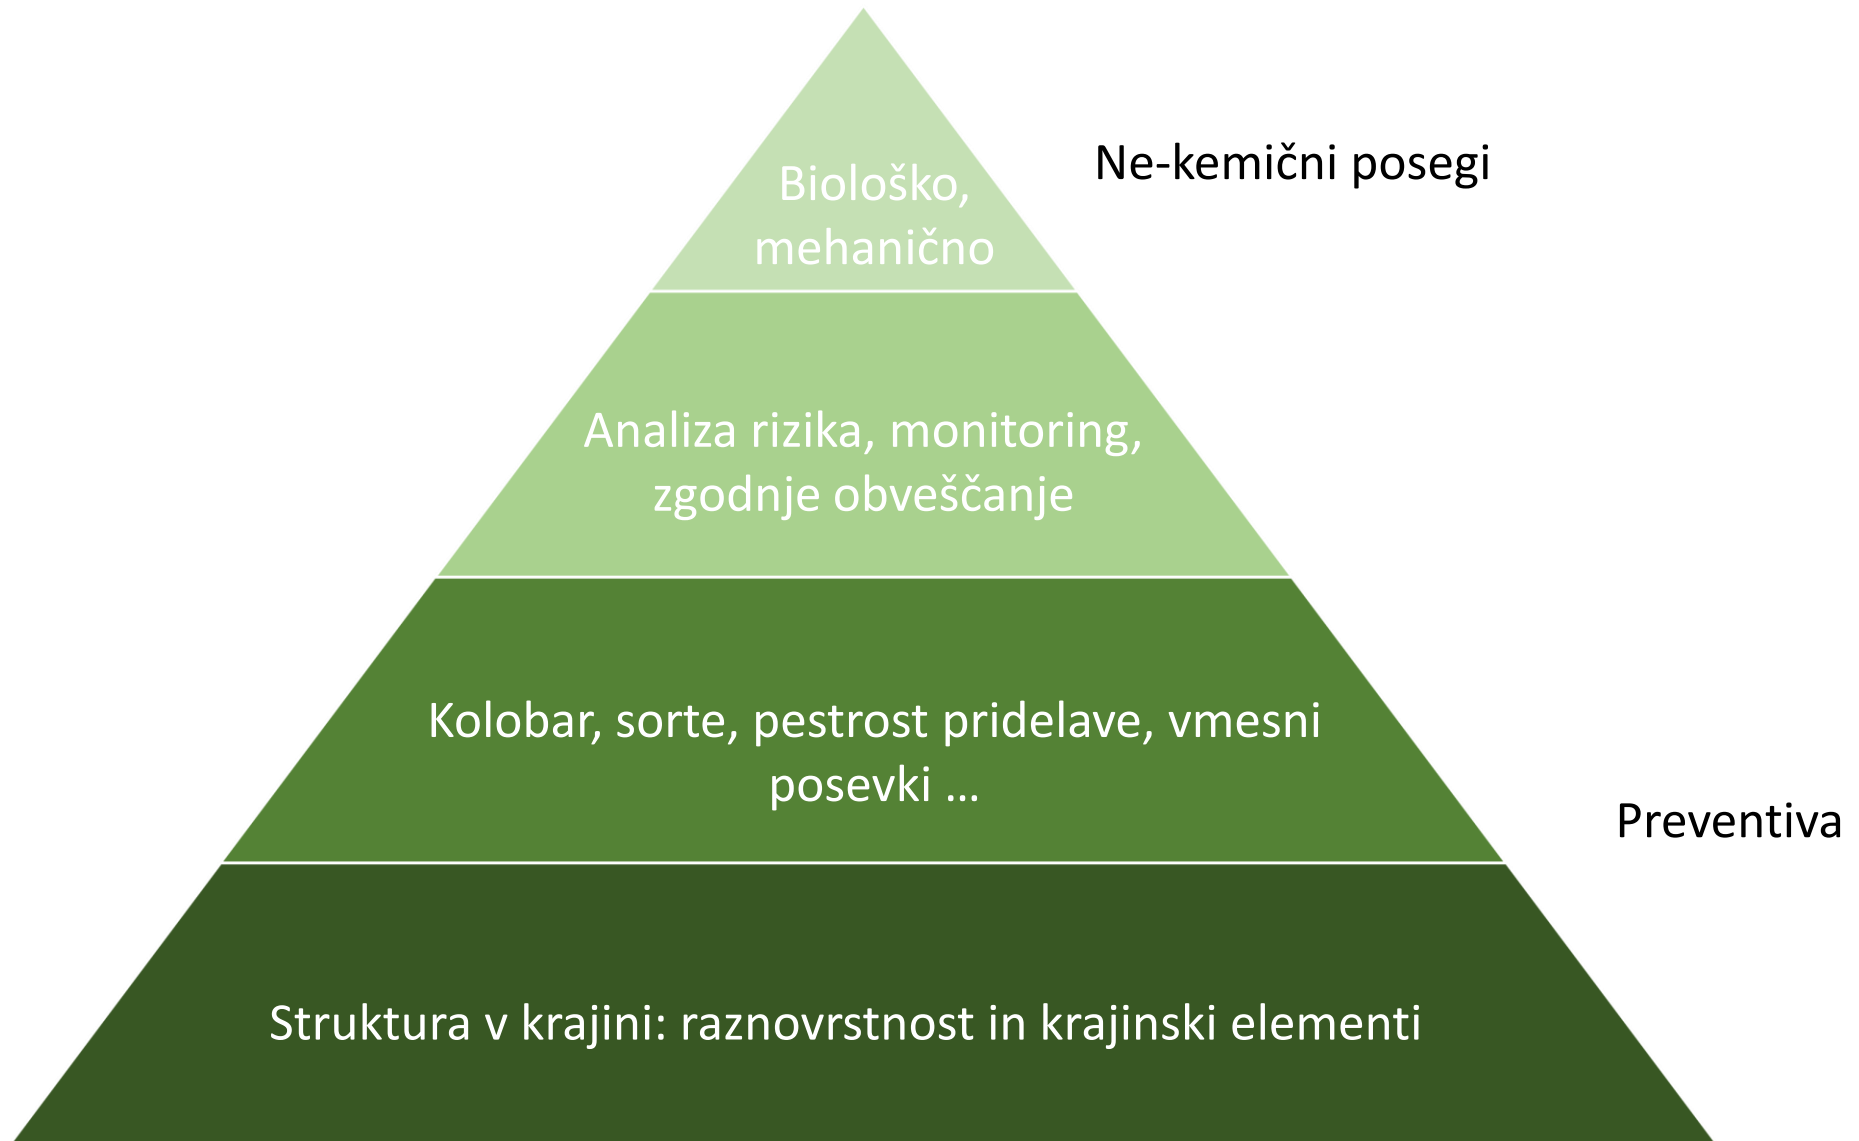 Ne-kemični posegi
Biološko,
mehanično
Analiza rizika, monitoring,
zgodnje obveščanje
Kolobar, sorte, pestrost pridelave, vmesni
posevki ...
Preventiva
Struktura v krajini: raznovrstnost in krajinski elementi